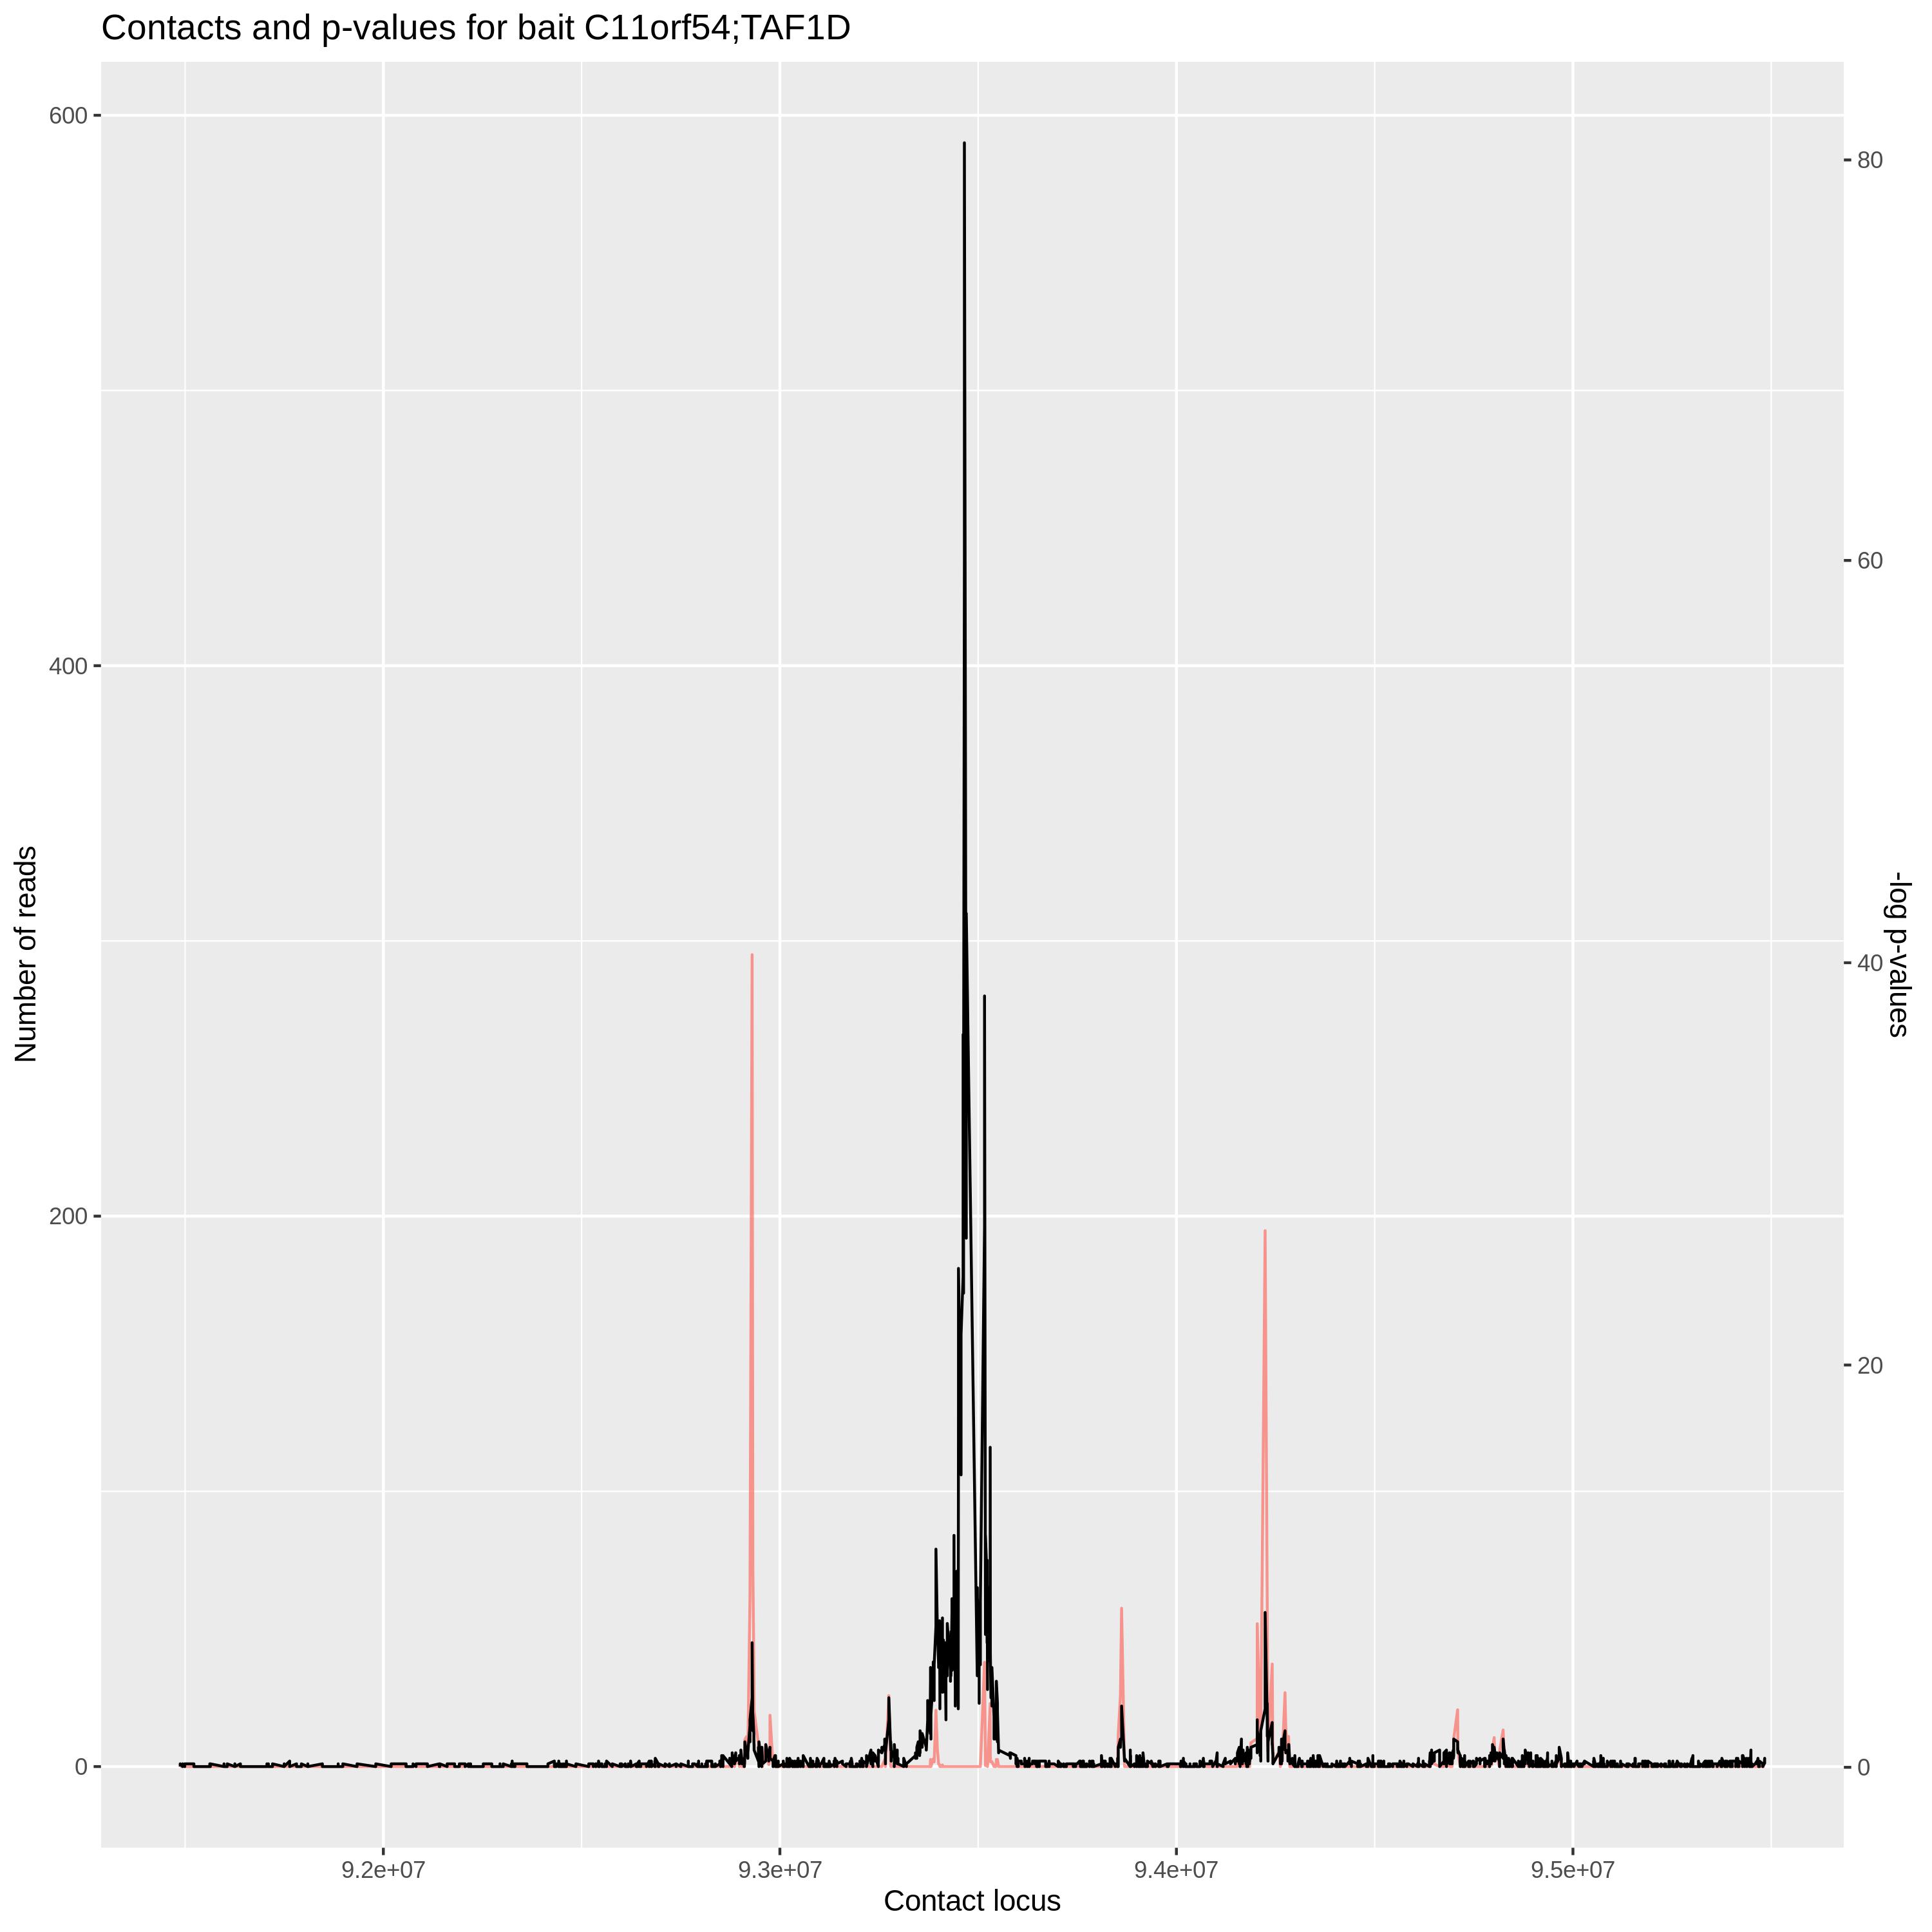 Contacts and p-values for bait C11orf54;TAF1D
600
400
200
0
Number of reads
80
60
40
20
0
-log p-values
9.2e+07
9.3e+07
9.4e+07
9.5e+07
Contact locus